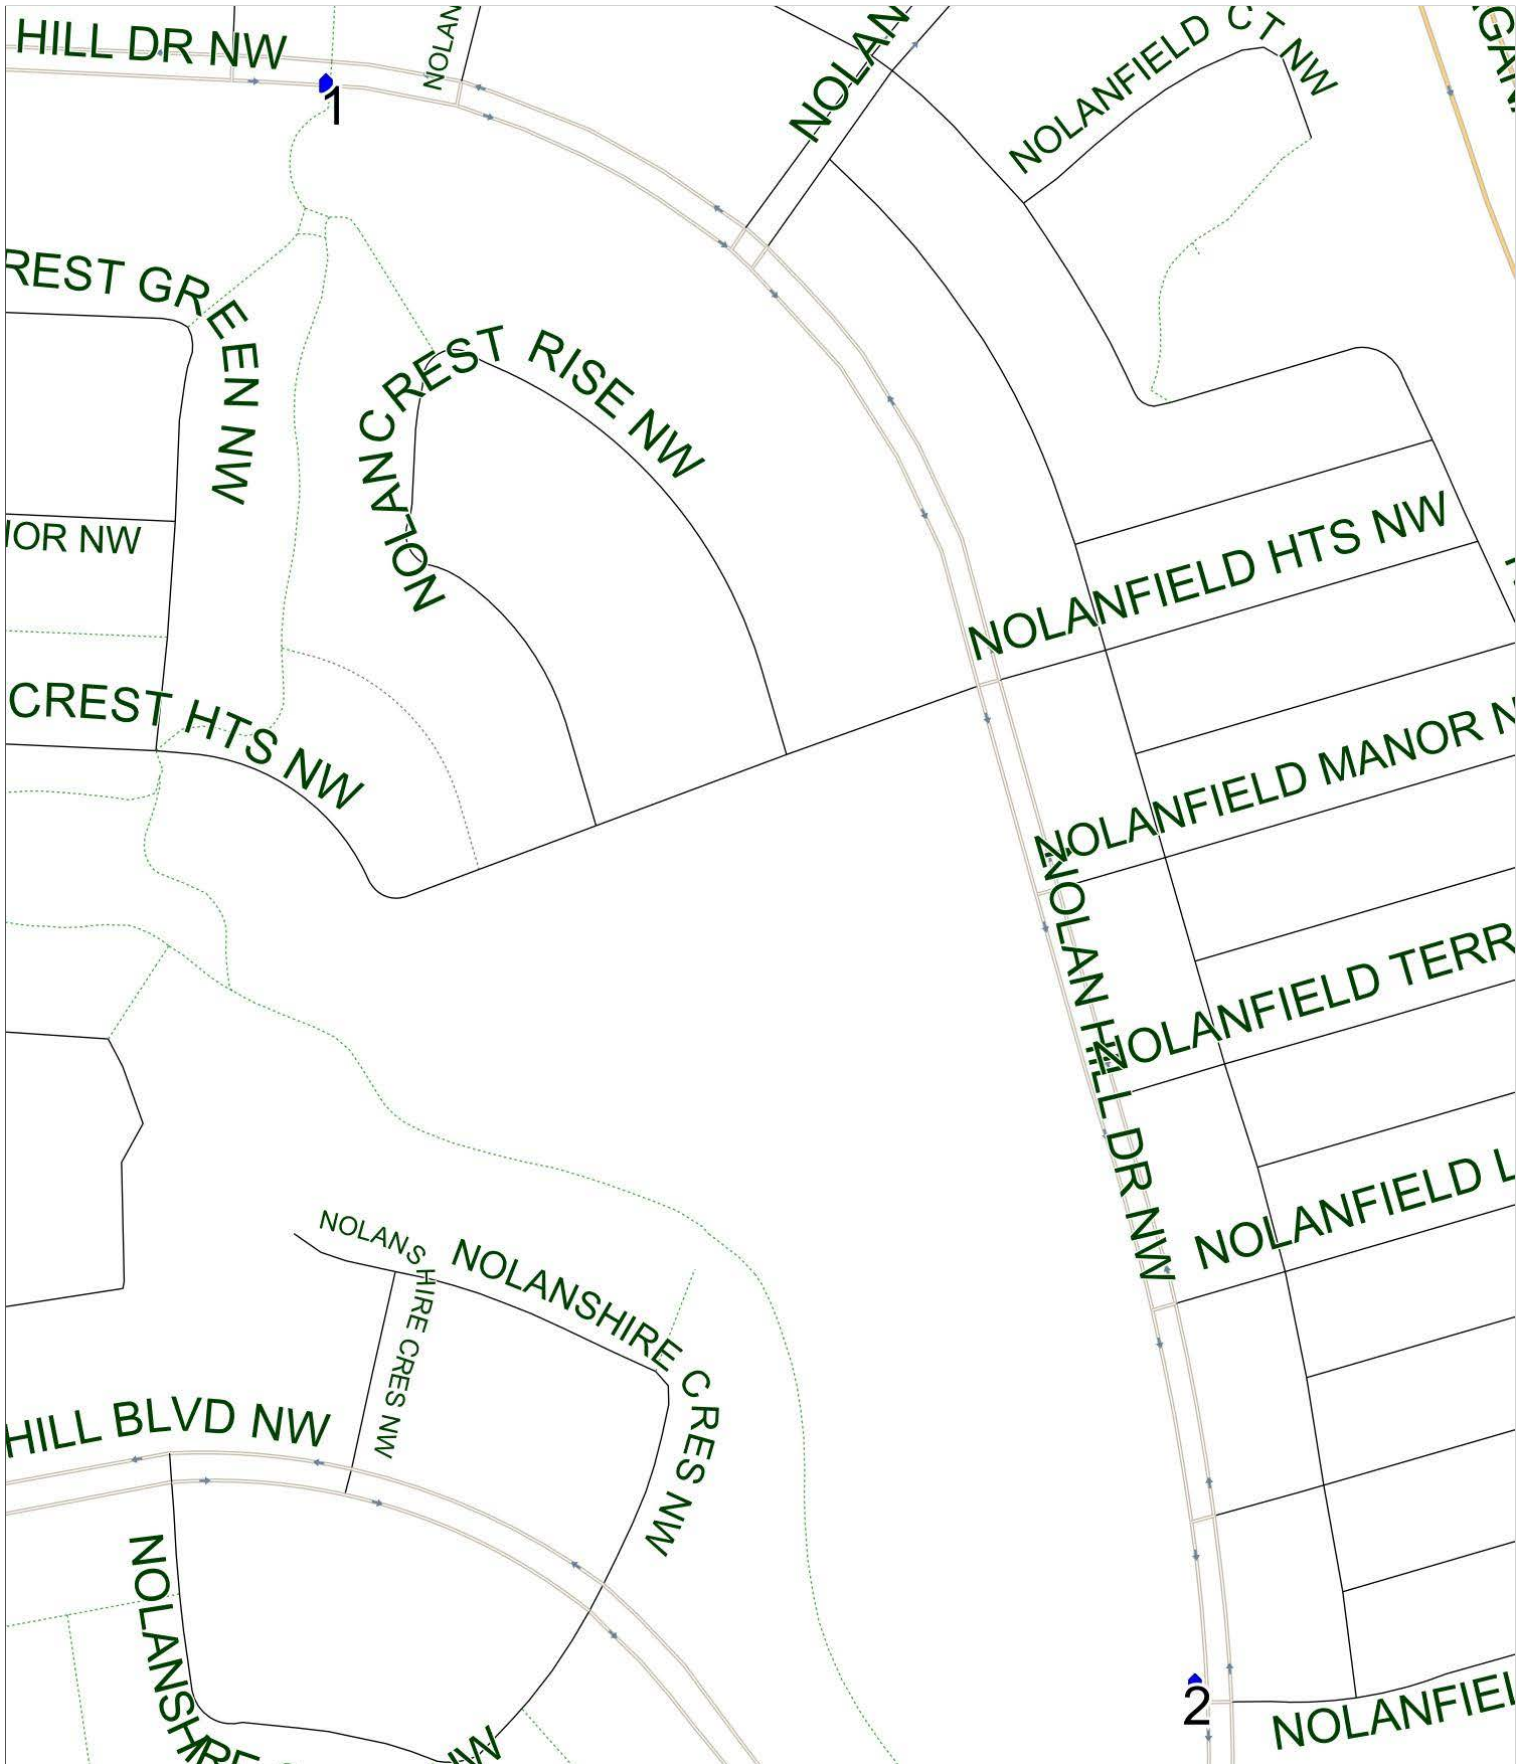 HILL DR NW
NOLAN
NOLAN
NOLANFIELD CT NW
1
REST GREEN NW
NOLANCREST RISE NW
IOR NW
NOLANFIELD HTS NW
CREST HTS NW
NOLANFIELD MANOR N
NOLAN HILL DR NW
NOLANFIELD TERR
NOLANFIELD L
NOLANSHIRE CRES NW
NOLANSHIRE CRES NW
HILL BLVD NW
NOLANSHIRE
NW
2
NOLANFIEL